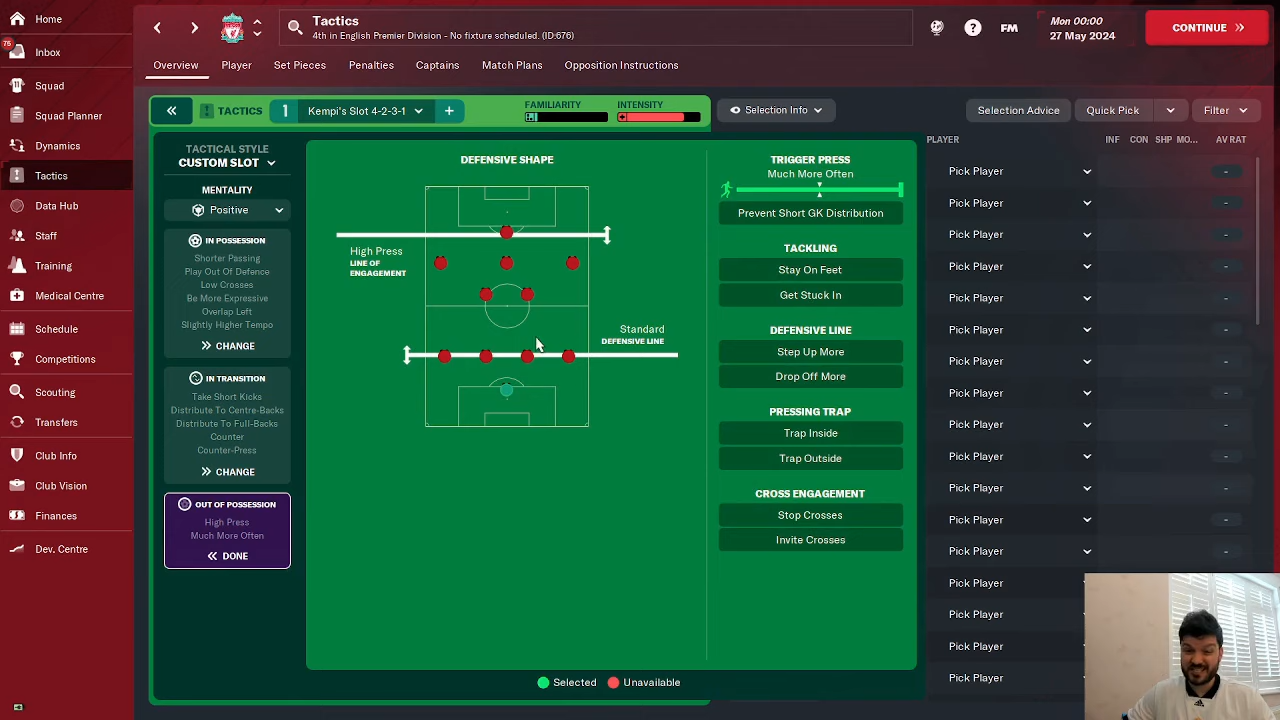 Home
75
Inbox
Squad
Squad Planner
Dynamics
Tactics
Data Hub
Staff
Training
Medical Centre
Schedule
Competitions
Scouting
Transfers
Club Info
Club Vision
Finances
Dev. Centre
Tactics
4th in English Premier Division - No fixture scheduled. (ID:676)
?
FM
Mon 00:00
27 May 2024
CONTINUE
Overview
Player
Set Pieces
Penalties
Captains
Match Plans
Opposition Instructions
TACTICS
1
Kempi's Slot 4-2-3-1
+
FAMILIARITY
INTENSITY
Selection Info
Selection Advice
Quick Pick
Filter
TACTICAL STYLE
CUSTOM SLOT
MENTALITY
Positive
IN POSSESSION
Shorter Passing
Play Out Of Defence
Low Crosses
Be More Expressive
Overlap Left
Slightly Higher Tempo
CHANGE
IN TRANSITION
Take Short Kicks
Distribute To Centre-Backs
Distribute To Full-Backs
Counter
Counter-Press
CHANGE
OUT OF POSSESSION
High Press
Much More Often
DONE
DEFENSIVE SHAPE
High Press
LINE OF
ENGAGEMENT
Standard
DEFENSIVE LINE
TRIGGER PRESS
Much More Often
Prevent Short GK Distribution
TACKLING
Stay On Feet
Get Stuck In
DEFENSIVE LINE
Step Up More
Drop Off More
PRESSING TRAP
Trap Inside
Trap Outside
CROSS ENGAGEMENT
Stop Crosses
Invite Crosses
Selected
Unavailable
PLAYER INF CON SHP MO... AV RAT
Pick Player -
Pick Player -
Pick Player -
Pick Player -
Pick Player -
Pick Player -
Pick Player -
Pick Player -
Pick Player -
Pick Player -
Pick Player -
Pick Player -
Pick Player -
Pick Player
Pick Player
Pick Player
Pick Player